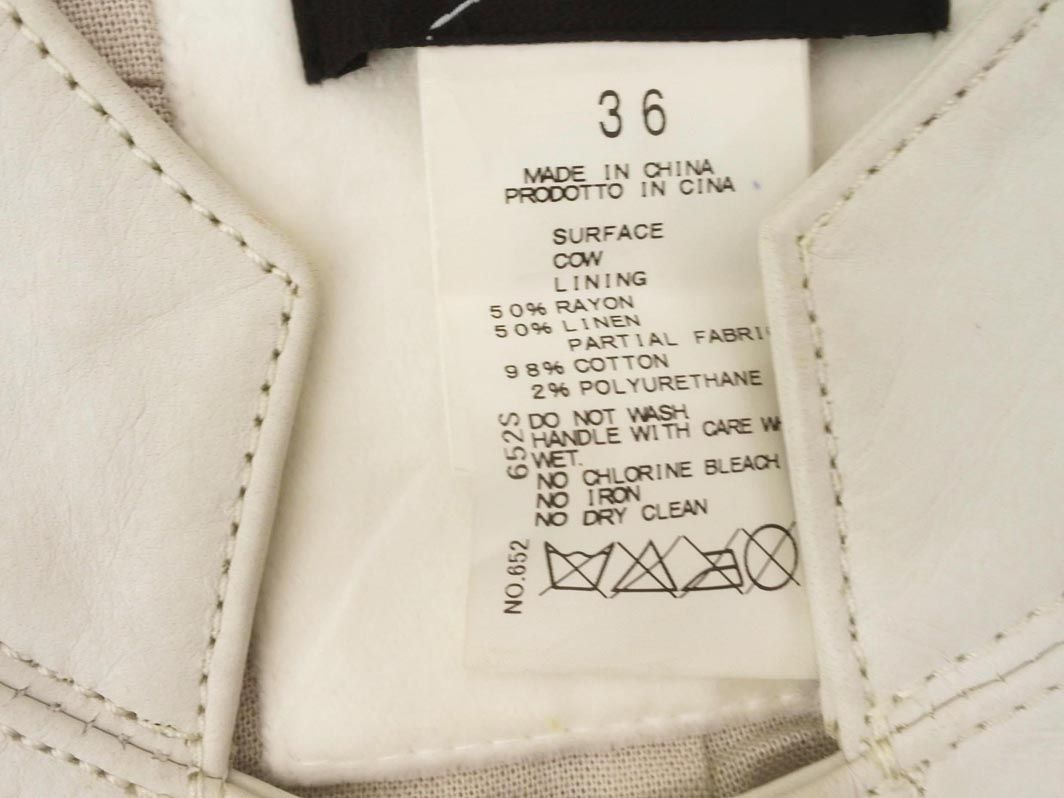 36
MADE IN CHINA
PRODOTTO IN CINA
SURFACE
COW
LINING
50% RAYON
50% LINEN
PARTIAL FABRI
98% COTTON
2% POLYURETHANE
DO NOT WASH
HANDLE WITH CARE
WET.
NO CHLORINE BLEACH
NO IRON
NO DRY CLEAN
652S
NO.652